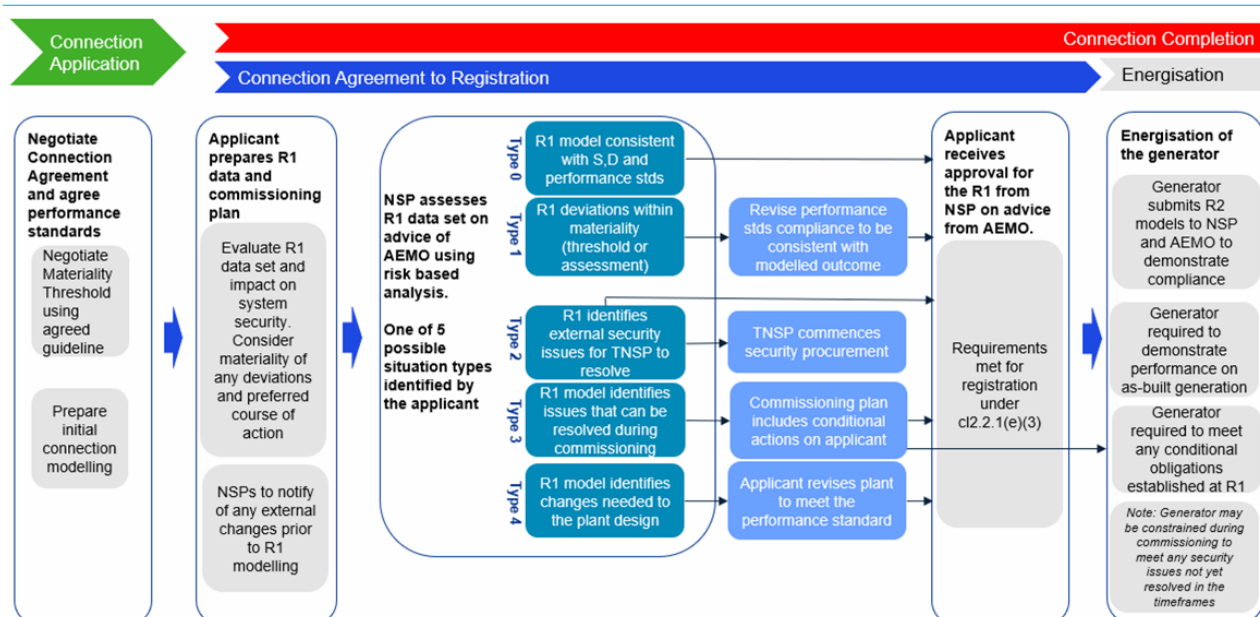 Connection
Application
Connection Completion
Connection Agreement to Registration
Energisation
Negotiate
Connection
Agreement
and agree
performance
standards
Negotiate
Materiality
Threshold
using
agreed
guideline
Prepare
initial
connection
modelling
Applicant
prepares R1
data and
commissioning
plan
Evaluate R1
data set and
impact on
system
security.
Consider
materiality of
any deviations
and preferred
course of
action
NSPs to notify
of any external
changes prior
to R1
modelling
NSP assesses
R1 data set on
advice of
AEMO using
risk based
analysis.
One of 5
possible
situation types
identified by
the applicant
Type 0
R1 model consistent
with S,D and
performance stds
Type 1
R1 deviations within
materiality
(threshold or
assessment)
Revise performance
stds compliance to be
consistent with
modelled outcome
Type 2
R1 identifies
external security
issues for TNSP to
resolve
TNSP commences
security procurement
Type 3
R1 model identifies
issues that can be
resolved during
commissioning
Commissioning plan
includes conditional
actions on applicant
Type 4
R1 model identifies
changes needed to
the plant design
Applicant revises plant
to meet the
performance standard
Applicant
receives
approval for
the R1 from
NSP on advice
from AEMO.
Requirements
met for
registration
under
cl2.2.1(e)(3)
Energisation of
the generator
Generator
submits R2
models to NSP
and AEMO to
demonstrate
compliance
Generator
required to
demonstrate
performance on
as-built generation
Generator
required to meet
any conditional
obligations
established at R1
Note: Generator may
be constrained during
commissioning to
meet any security
issues not yet
resolved in the
timeframes